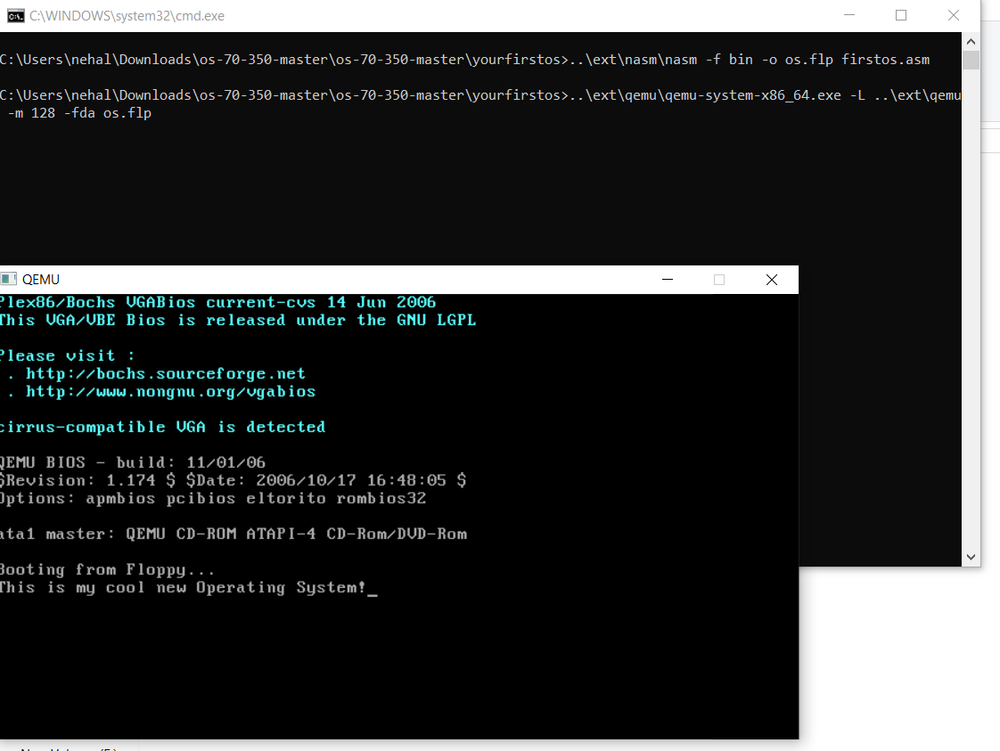 C:\WINDOWS\system32\cmd.exe
C:\Users\nehal\Downloads\os-70-350-master\os-70-350-master\yourfirstos>..\ext\nasm\nasm -f bin -o os.flp firstos.asm
C:\Users\nehal\Downloads\os-70-350-master\os-70-350-master\yourfirstos>..\ext\qemu\qemu-system-x86_64.exe -L ..\ext\qemu
-m 128 -fda os.flp
QEMU
Plex86/Bochs VGABios current-cvs 14 Jun 2006
This VGA/VBE Bios is released under the GNU LGPL
Please visit :
. http://bochs.sourceforge.net
. http://www.nongnu.org/vgabios
cirrus-compatible VGA is detected
QEMU BIOS - build: 11/01/06
$Revision: 1.174 $ $Date: 2006/10/17 16:48:05 $
Options: apmbios pcibios eltorito rombios32
ata1 master: QEMU CD-ROM ATAPI-4 CD-Rom/DVD-Rom
Booting from Floppy...
This is my cool new Operating System!_